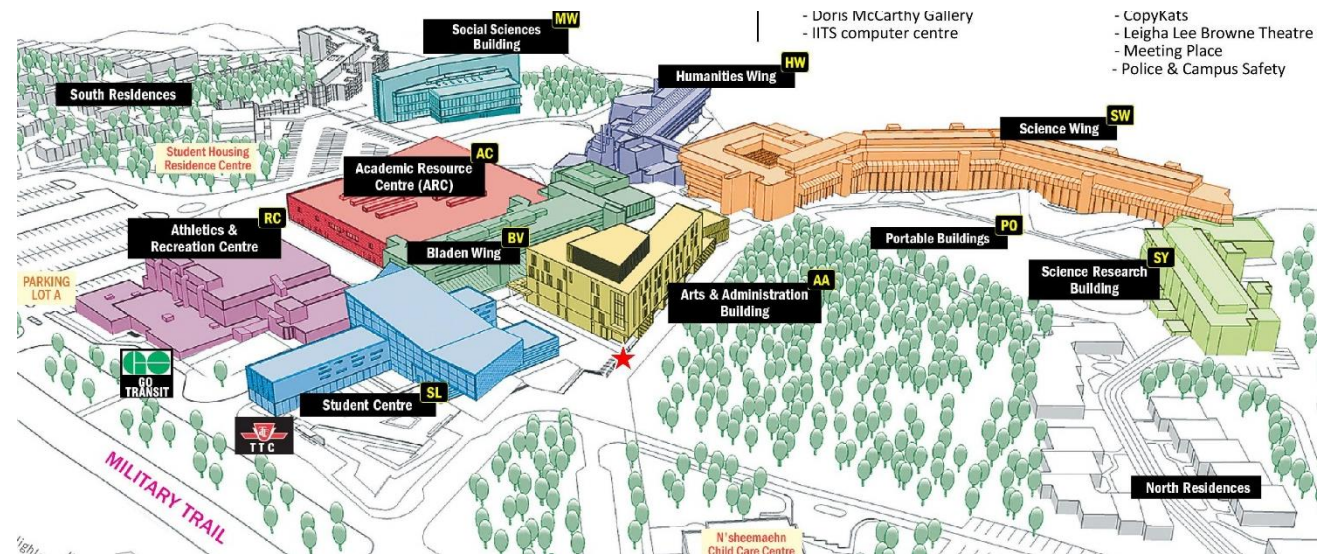 - Doris McCarthy Gallery
- IITS computer centre
- CopyKats
- Leigha Lee Browne Theatre
- Meeting Place
- Police & Campus Safety
MW
Social Sciences
Building
HW
Humanities Wing
South Residences
SW
Science Wing
Student Housing
Residence Centre
AC
Academic Resource
Centre (ARC)
RC
Athletics &
Recreation Centre
BV
Bladen Wing
PO
Portable Buildings
SY
Science Research
Building
PARKING
LOT A
AA
Arts & Administration
Building
GO
GO
TRANSIT
SL
Student Centre
TTC
TTC
MILITARY TRAIL
North Residences
N'sheemaehn
Child Care Centre